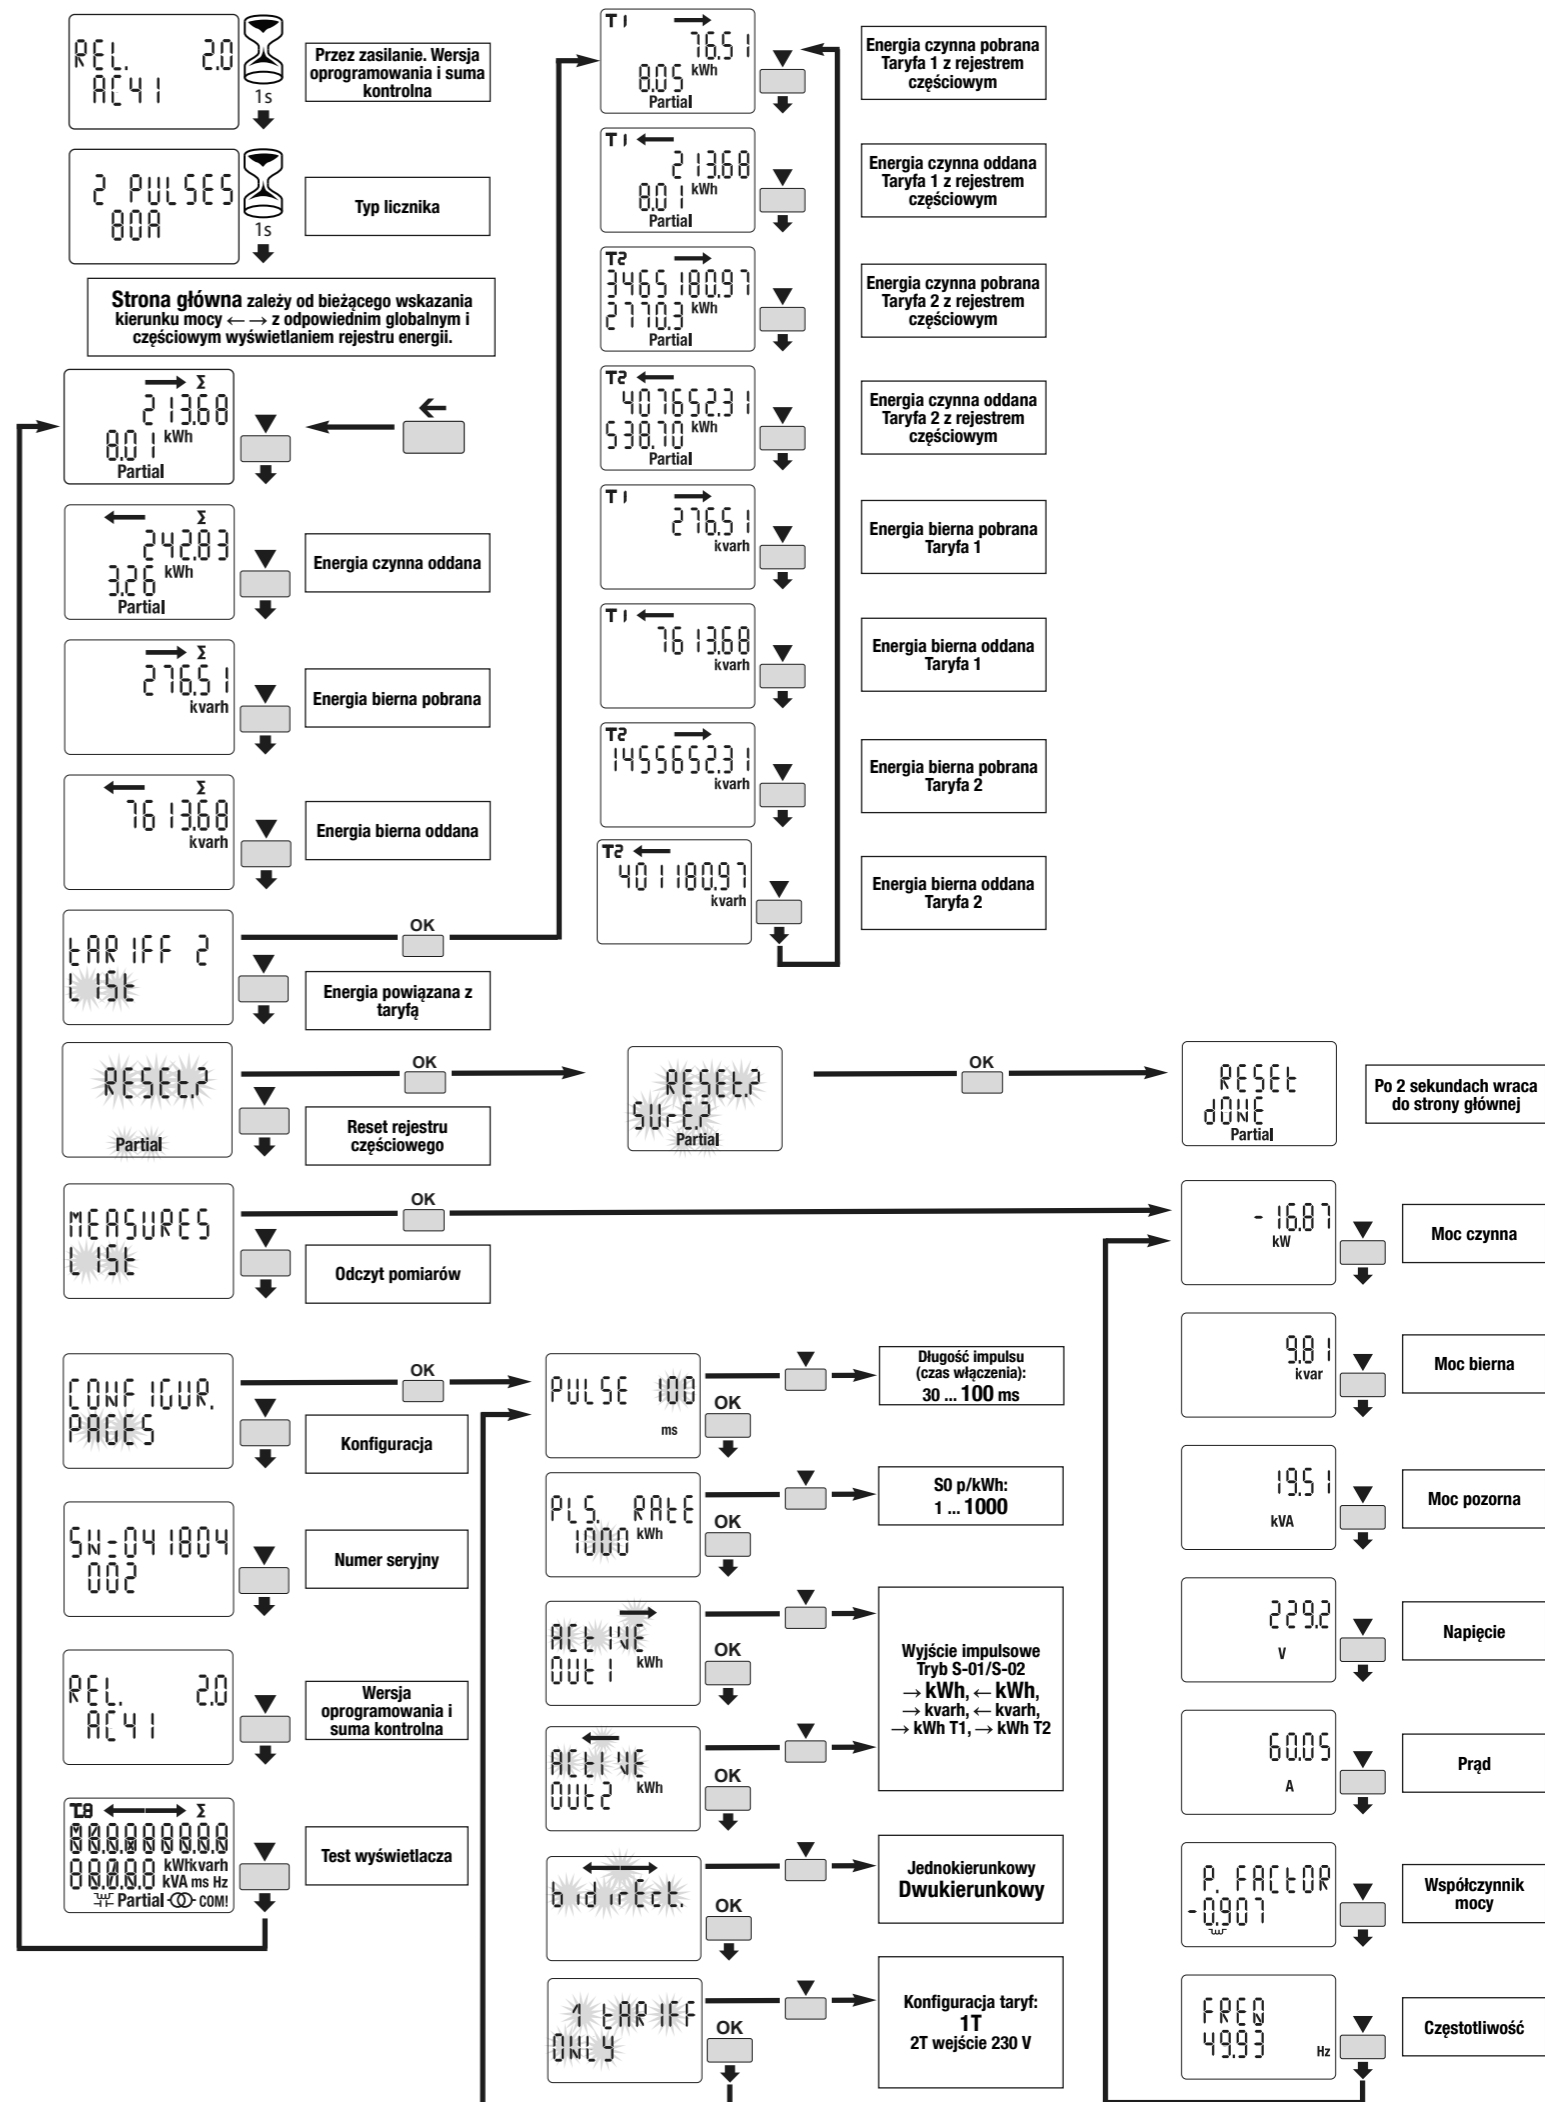 REL. 2.0
AC41
1s
Przez zasilanie. Wersja
oprogramowania i suma
kontrolna
2 PULSES
80A
1s
Typ licznika
Strona główna zależy od bieżącego wskazania
kierunku mocy ← → z odpowiednim globalnym i
częściowym wyświetlaniem rejestru energii.
→ Σ
213.68
8.01 kWh
Partial
▼
←
← Σ
242.83
3.26 kWh
Partial
▼
Energia czynna oddana
→ Σ
276.51
kvarh
▼
Energia bierna pobrana
← Σ
7613.68
kvarh
▼
Energia bierna oddana
tARIFF 2
LISt
▼
OK
Energia powiązana z
taryfą
T1 →
76.51
8.05 kWh
Partial
▼
Energia czynna pobrana
Taryfa 1 z rejestrem
częściowym
T1 ←
213.68
8.01 kWh
Partial
▼
Energia czynna oddana
Taryfa 1 z rejestrem
częściowym
T2 →
3465180.97
2770.3 kWh
Partial
▼
Energia czynna pobrana
Taryfa 2 z rejestrem
częściowym
T2 ←
407652.31
538.70 kWh
Partial
▼
Energia czynna oddana
Taryfa 2 z rejestrem
częściowym
T1 →
276.51
kvarh
▼
Energia bierna pobrana
Taryfa 1
T1 ←
7613.68
kvarh
▼
Energia bierna oddana
Taryfa 1
T2 →
1455652.31
kvarh
▼
Energia bierna pobrana
Taryfa 2
T2 ←
401180.97
kvarh
▼
Energia bierna oddana
Taryfa 2
RESEt.?
Partial
▼
OK
Reset rejestru
częściowego
RESEt.?
SUrE.?
Partial
OK
RESEt
dONE
Partial
Po 2 sekundach wraca
do strony głównej
MEASURES
LISt
▼
OK
Odczyt pomiarów
-16.87
kW
▼
Moc czynna
9.81
kvar
▼
Moc bierna
19.51
kVA
▼
Moc pozorna
229.2
V
▼
Napięcie
60.05
A
▼
Prąd
P. FACtOR
-0.907
▼
Współczynnik
mocy
FREQ
49.93 Hz
▼
Częstotliwość
CONFIGUR.
PAGES
▼
OK
Konfiguracja
PULSE 100
ms
▼
OK
Długość impulsu
(czas włączenia):
30 ... 100 ms
PLS. RAtE
1000 kWh
▼
OK
S0 p/kWh:
1 ... 1000
→
ACtIVE
OUt1 kWh
▼
OK
←
ACtIVE
OUt2 kWh
▼
OK
Wyjście impulsowe
Tryb S-01/S-02
→ kWh, ← kWh,
→ kvarh, ← kvarh,
→ kWh T1, → kWh T2
←→
bidirEct.
▼
OK
Jednokierunkowy
Dwukierunkowy
1 tARIFF
ONLY
▼
OK
Konfiguracja taryf:
1T
2T wejście 230 V
SN-041804
002
▼
Numer seryjny
REL. 2.0
AC41
▼
Wersja
oprogramowania i
suma kontrolna
T.8 ←→ Σ
kWhkvarh
kVA ms Hz
Partial COM!
▼
Test wyświetlacza